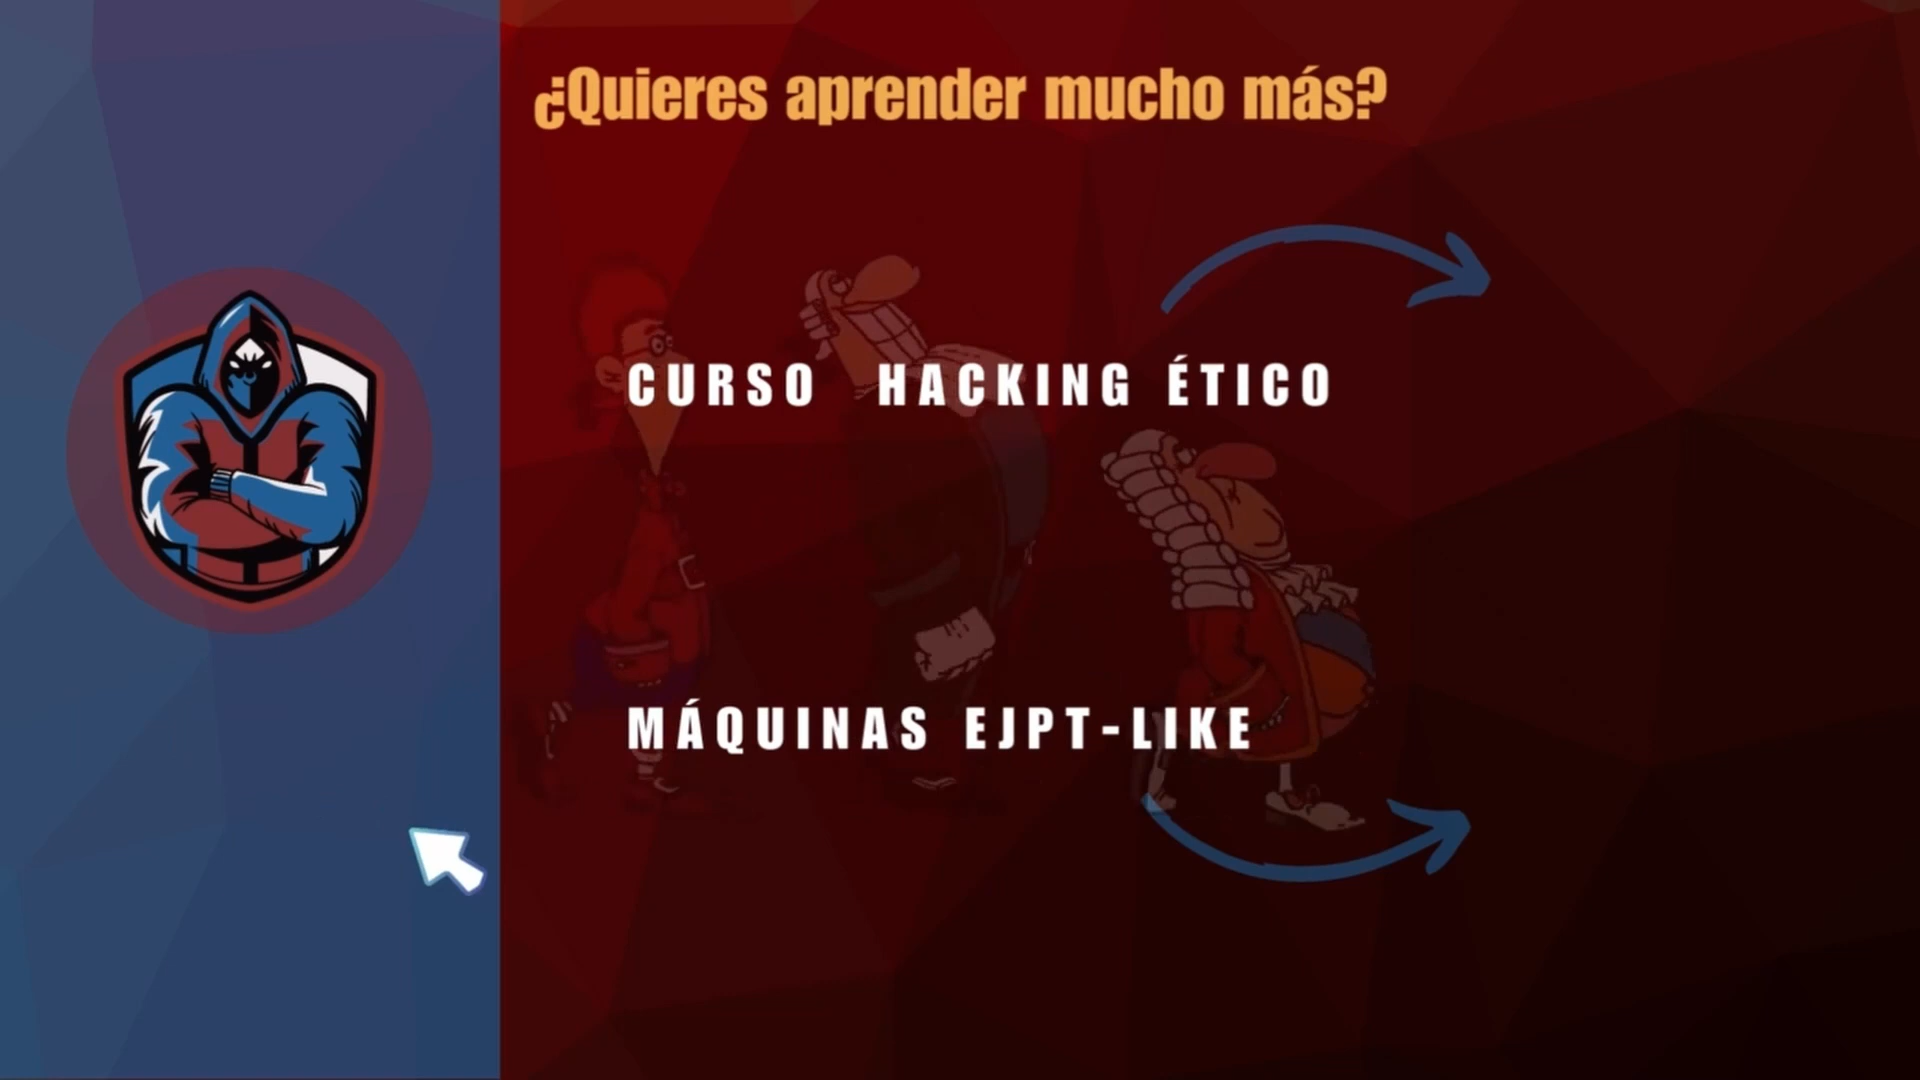 ¿Quieres aprender mucho más?
CURSO HACKING ÉTICO
MÁQUINAS EJPT-LIKE